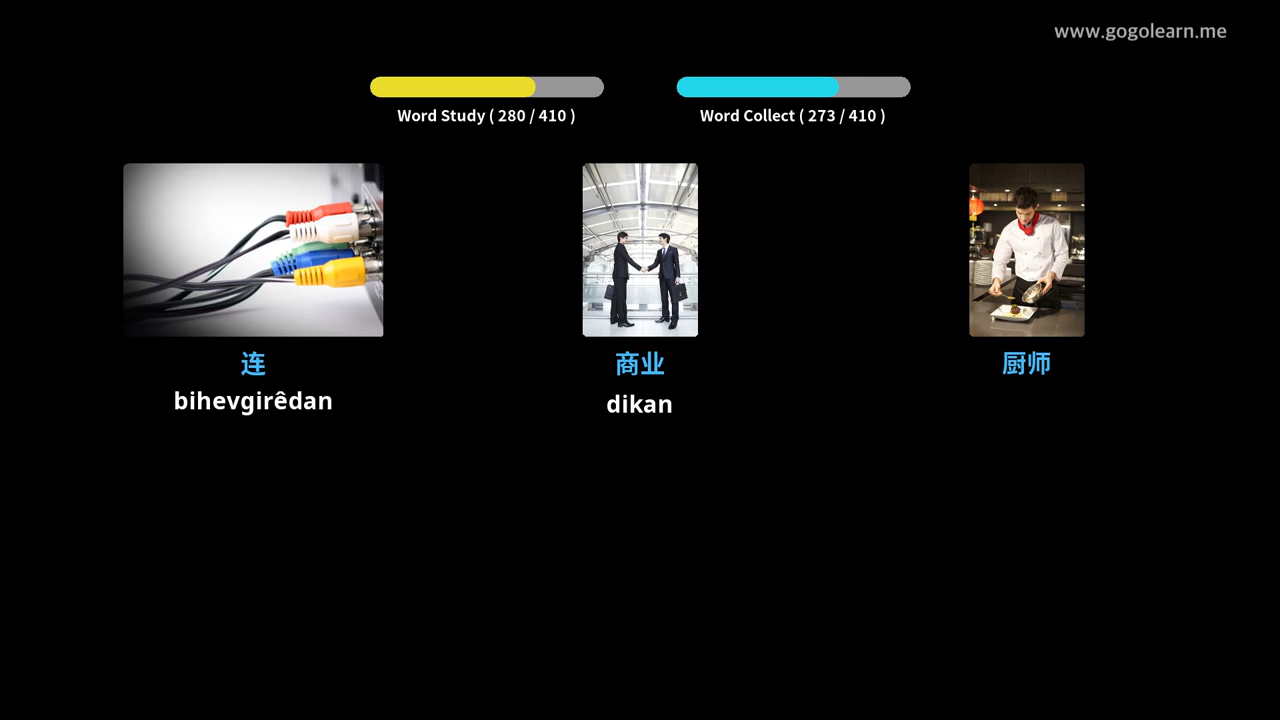 www.gogolearn.me
Word Study ( 280 / 410 )
Word Collect ( 273 / 410 )
连
商业
厨师
bihevgirêdan
dikan